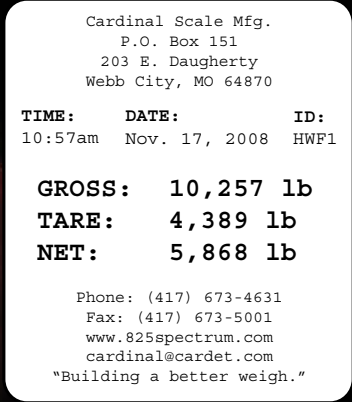 Cardinal Scale Mfg.
P.O. Box 151
203 E. Daugherty
Webb City, MO 64870
TIME: DATE: ID:
10:57am Nov. 17, 2008 HWF1
GROSS: 10,257 lb
TARE: 4,389 lb
NET: 5,868 lb
Phone: (417) 673-4631
Fax: (417) 673-5001
www.825spectrum.com
cardinal@cardet.com
“Building a better weigh.”